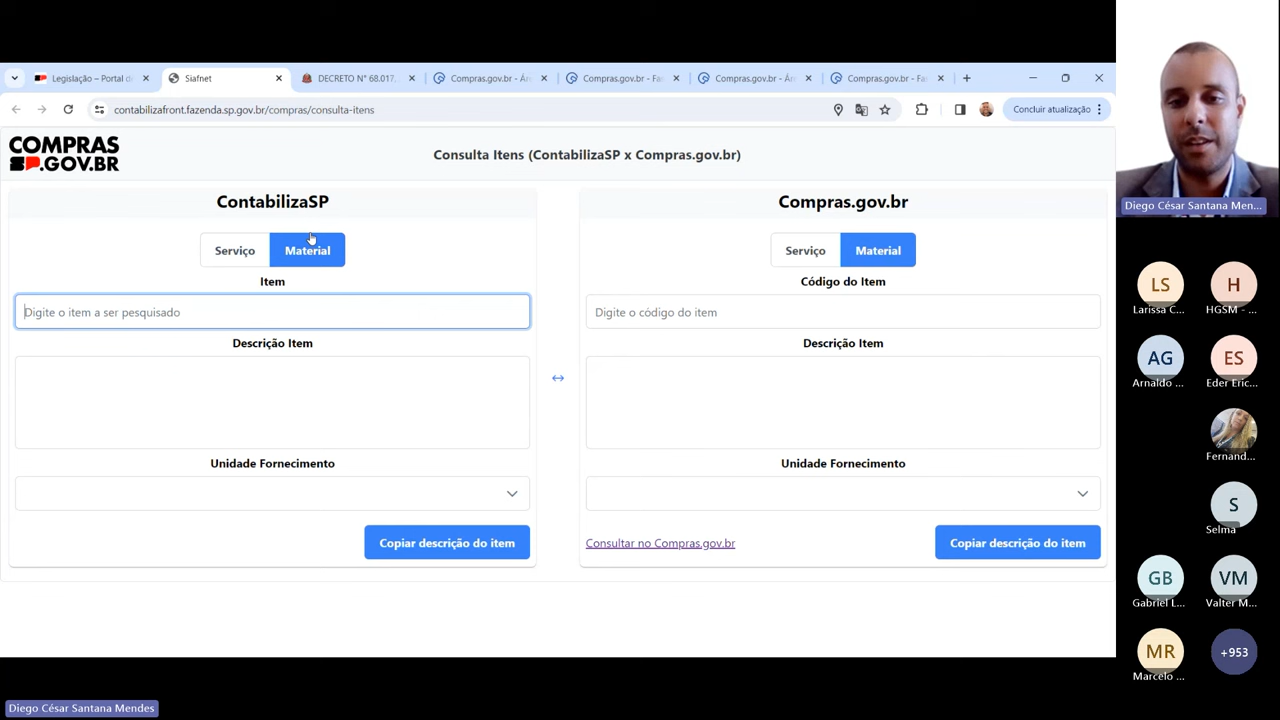 Legislação – Portal d
Siafnet
DECRETO N° 68.017
Compras.gov.br - Ár
Compras.gov.br - Fa
Compras.gov.br - Ár
Compras.gov.br - Fa
contabilizafront.fazenda.sp.gov.br/compras/consulta-itens
Concluir atualização
COMPRAS
SP.GOV.BR
Consulta Itens (ContabilizaSP x Compras.gov.br)
ContabilizaSP
Serviço
Material
Item
Digite o item a ser pesquisado
Descrição Item
Unidade Fornecimento
Copiar descrição do item
Compras.gov.br
Serviço
Material
Código do Item
Digite o código do item
Descrição Item
Unidade Fornecimento
Consultar no Compras.gov.br
Copiar descrição do item
Diego César Santana Men...
LS
Larissa C...
H
HGSM - ...
AG
Arnaldo ...
ES
Eder Eric...
Fernand...
S
Selma
GB
Gabriel L...
VM
Valter M...
MR
Marcelo ...
+953
Diego César Santana Mendes